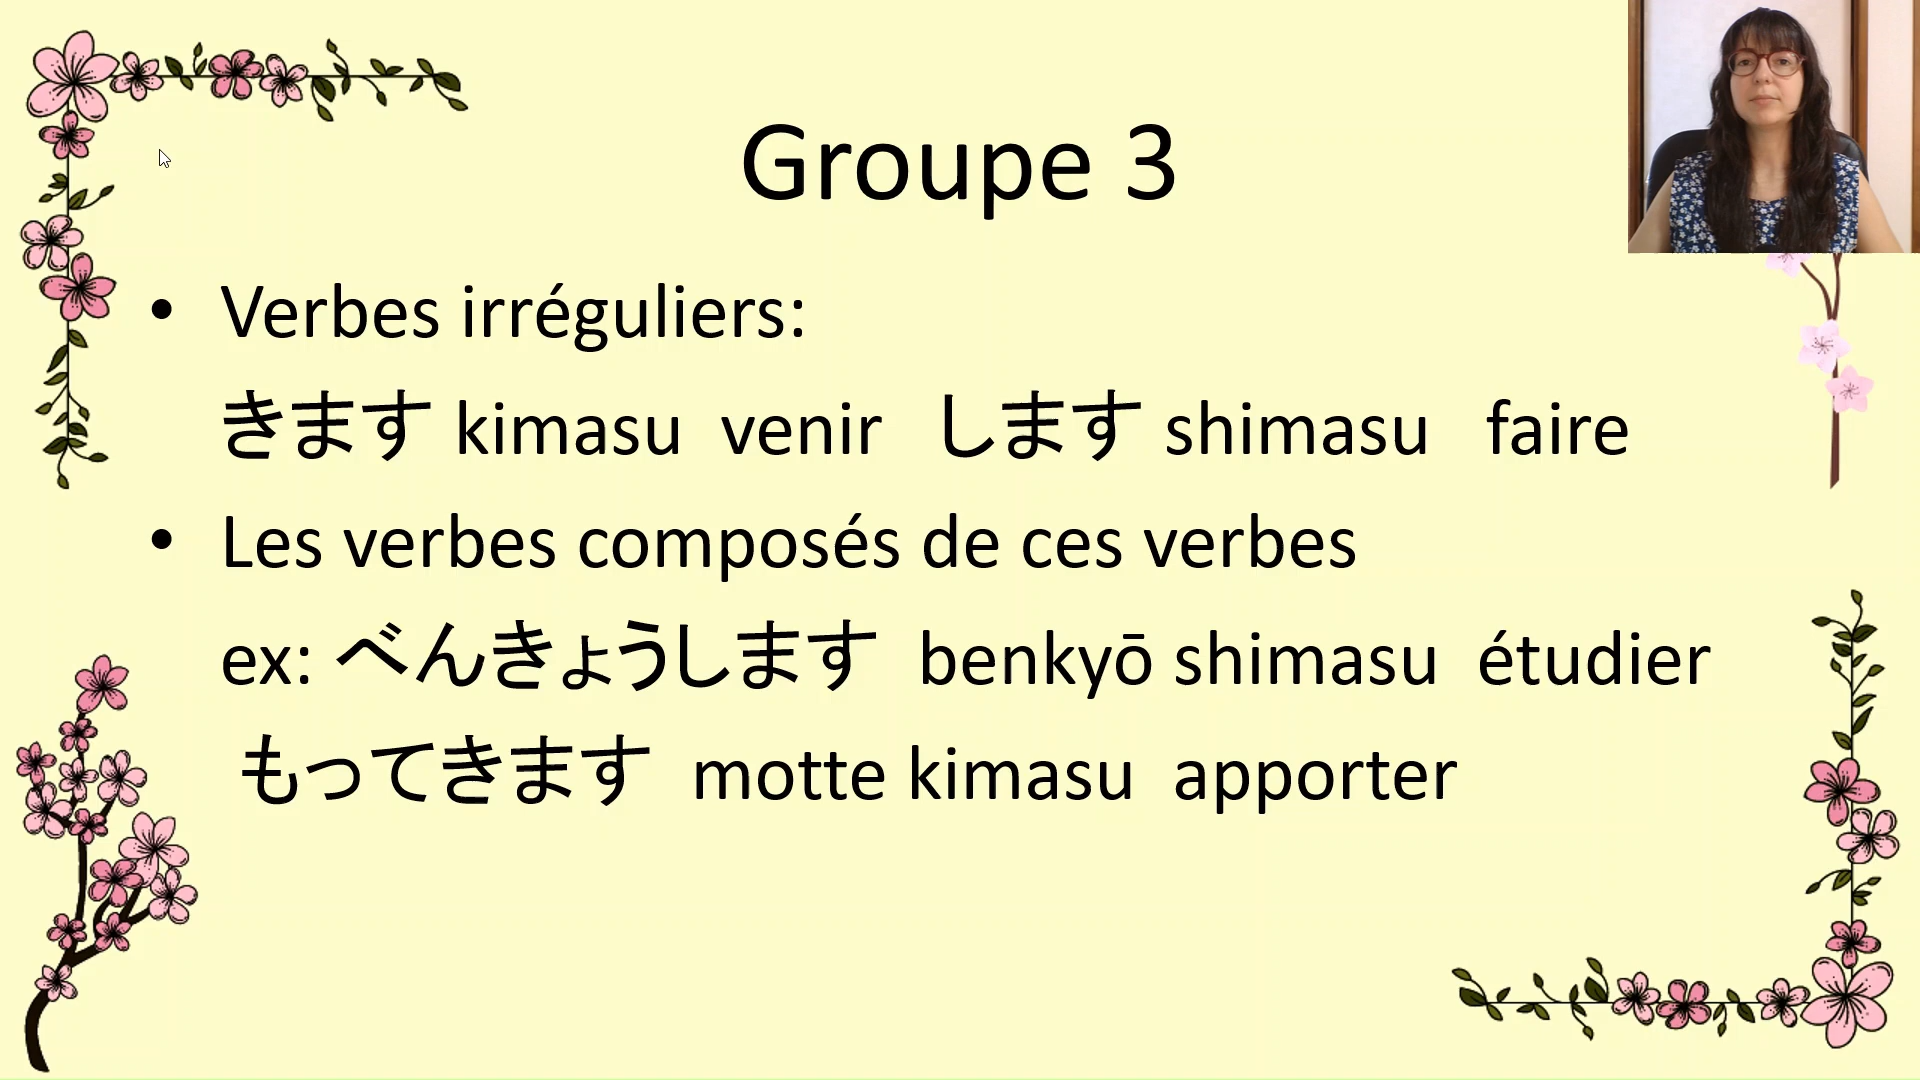 Groupe 3
• Verbes irréguliers:
きます kimasu venir します shimasu faire
• Les verbes composés de ces verbes
ex: べんきょうします benkyō shimasu étudier
もってきます motte kimasu apporter